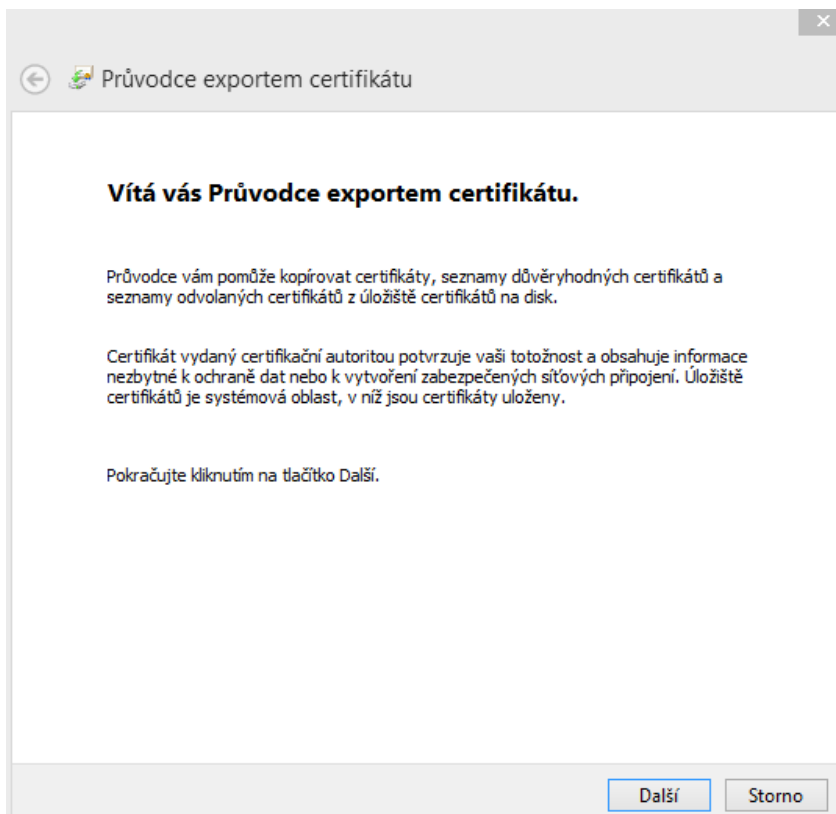 Průvodce exportem certifikátu
Vítá vás Průvodce exportem certifikátu.
Průvodce vám pomůže kopírovat certifikáty, seznamy důvěryhodných certifikátů a
seznamy odvolaných certifikátů z úložiště certifikátů na disk.
Certifikát vydaný certifikační autoritou potvrzuje vaši totožnost a obsahuje informace
nezbytné k ochraně dat nebo k vytvoření zabezpečených síťových připojení. Úložiště
certifikátů je systémová oblast, v níž jsou certifikáty uloženy.
Pokračujte kliknutím na tlačítko Další.
Další
Storno